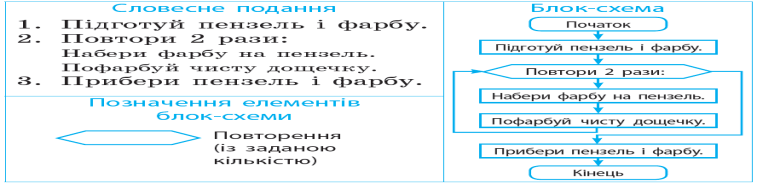 Словесне подання
1. Підготуй пензель і фарбу.
2. Повтори 2 рази:
Набери фарбу на пензель.
Пофарбуй чисту дощечку.
3. Прибери пензель і фарбу.
Позначення елементів
блок-схеми
Повторення
(із заданою
кількістю)
Блок-схема
Початок
Підготуй пензель і фарбу.
Повтори 2 рази:
Набери фарбу на пензель.
Пофарбуй чисту дощечку.
Прибери пензель і фарбу.
Кінець